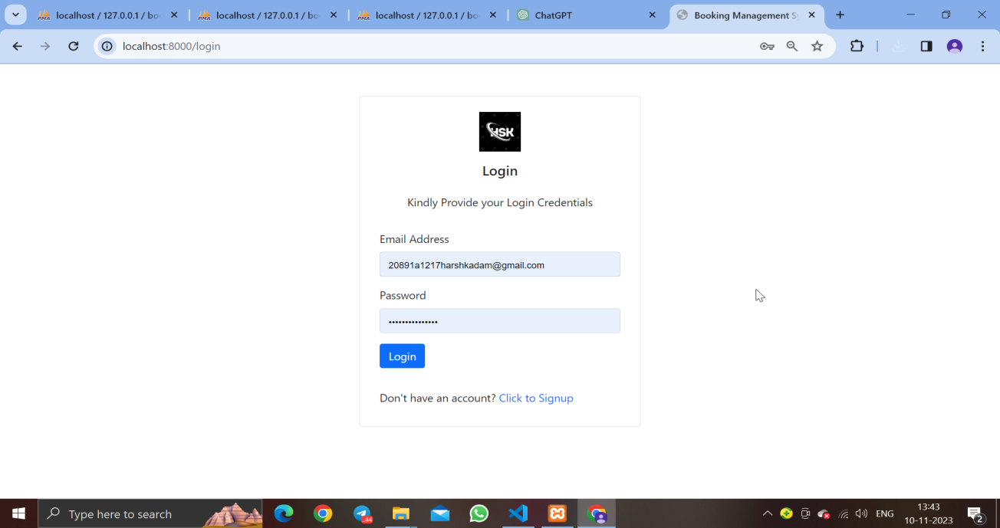 localhost / 127.0.0.1 / bo
localhost / 127.0.0.1 / bo
localhost / 127.0.0.1 / bo
ChatGPT
Booking Management S
localhost:8000/login
HSK
Login
Kindly Provide your Login Credentials
Email Address
20891a1217harshkadam@gmail.com
Password
Login
Don't have an account? Click to Signup
Type here to search
44
ENG
13:43
10-11-2023
2